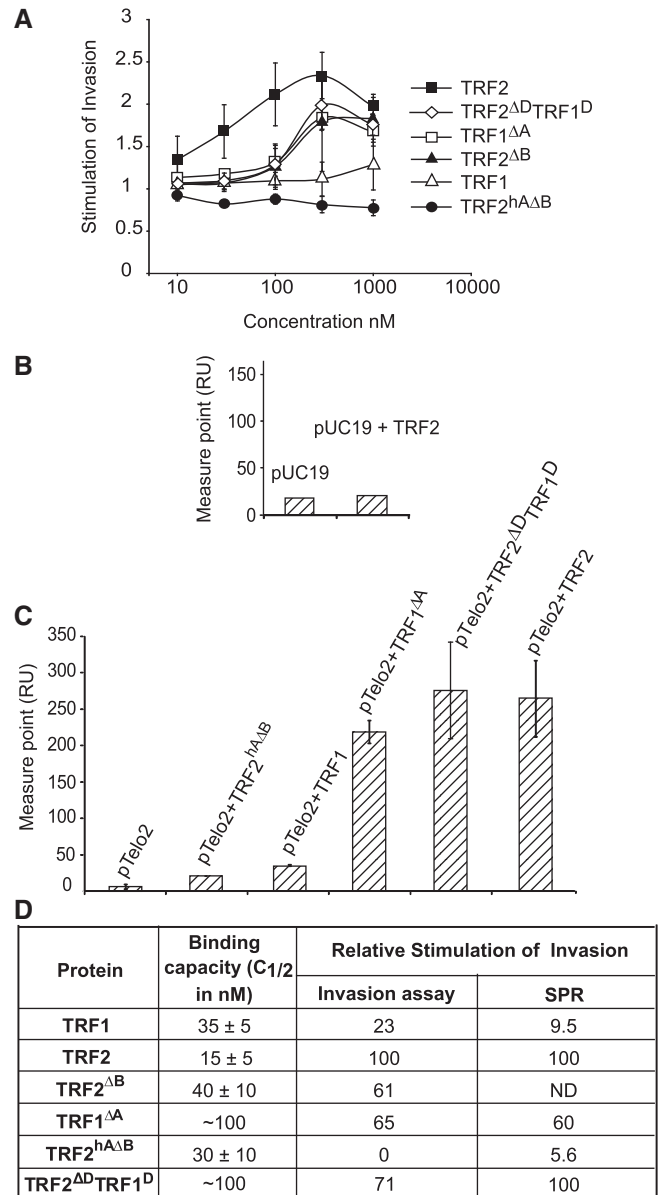 A
3
2.5
2
1.5
1
0.5
0
Stimulation of Invasion
10 100 1000 10000
Concentration nM
TRF2
TRF2ΔDTRF1D
TRF1ΔA
TRF2ΔB
TRF1
TRF2hAΔB
B
150
100
50
0
Measure point (RU)
pUC19
pUC19 + TRF2
C
350
300
250
200
150
100
50
0
Measure point (RU)
pTelo2
pTelo2+TRF2hAΔB
pTelo2+TRF1
pTelo2+TRF1ΔA
pTelo2+TRF2ΔDTRF1D
pTelo2+TRF2
D
Protein
Binding
capacity (C1/2
in nM)
Relative Stimulation of Invasion
Invasion assay SPR
TRF1 35 ± 5 23 9.5
TRF2 15 ± 5 100 100
TRF2ΔB 40 ± 10 61 ND
TRF1ΔA ~100 65 60
TRF2hAΔB 30 ± 10 0 5.6
TRF2ΔDTRF1D ~100 71 100